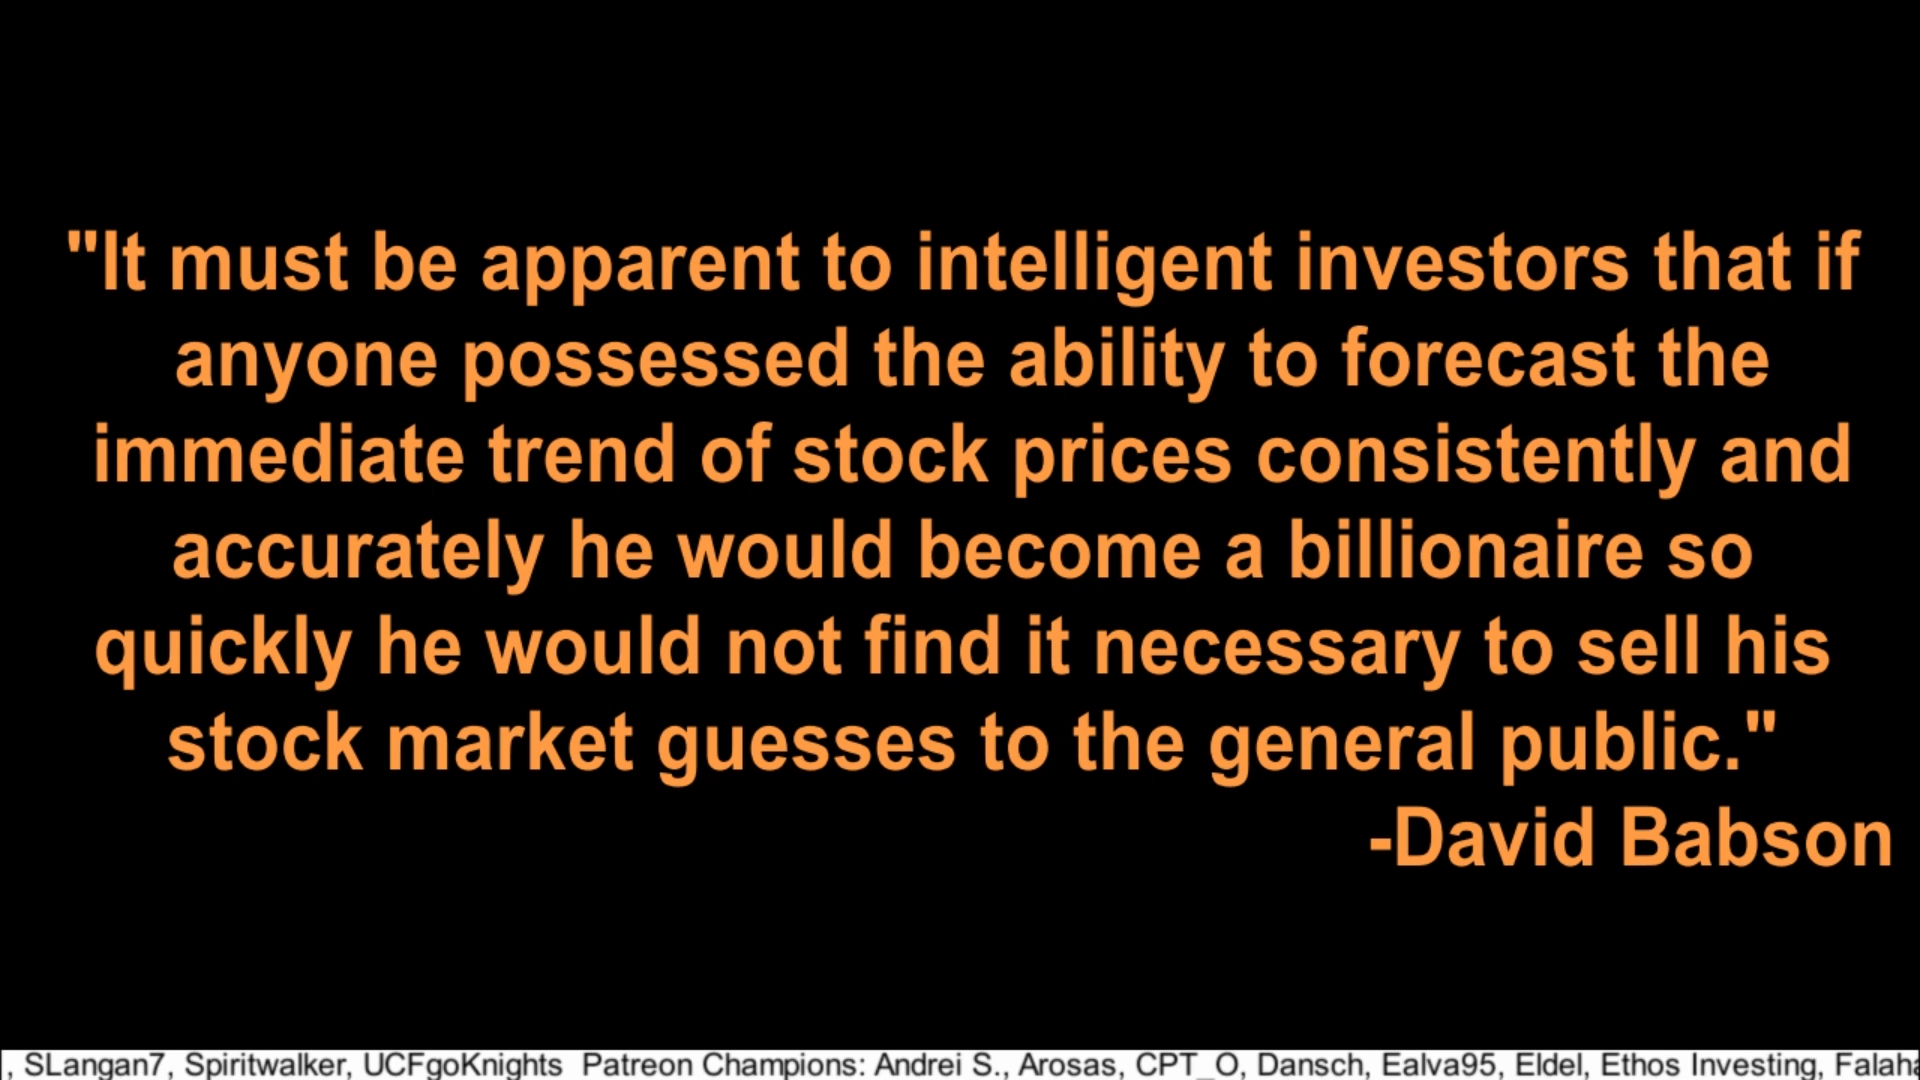 "It must be apparent to intelligent investors that if
anyone possessed the ability to forecast the
immediate trend of stock prices consistently and
accurately he would become a billionaire so
quickly he would not find it necessary to sell his
stock market guesses to the general public."
-David Babson
, SLangan7, Spiritwalker, UCFgoKnights  Patreon Champions: Andrei S., Arosas, CPT_O, Dansch, Ealva95, Eldel, Ethos Investing,